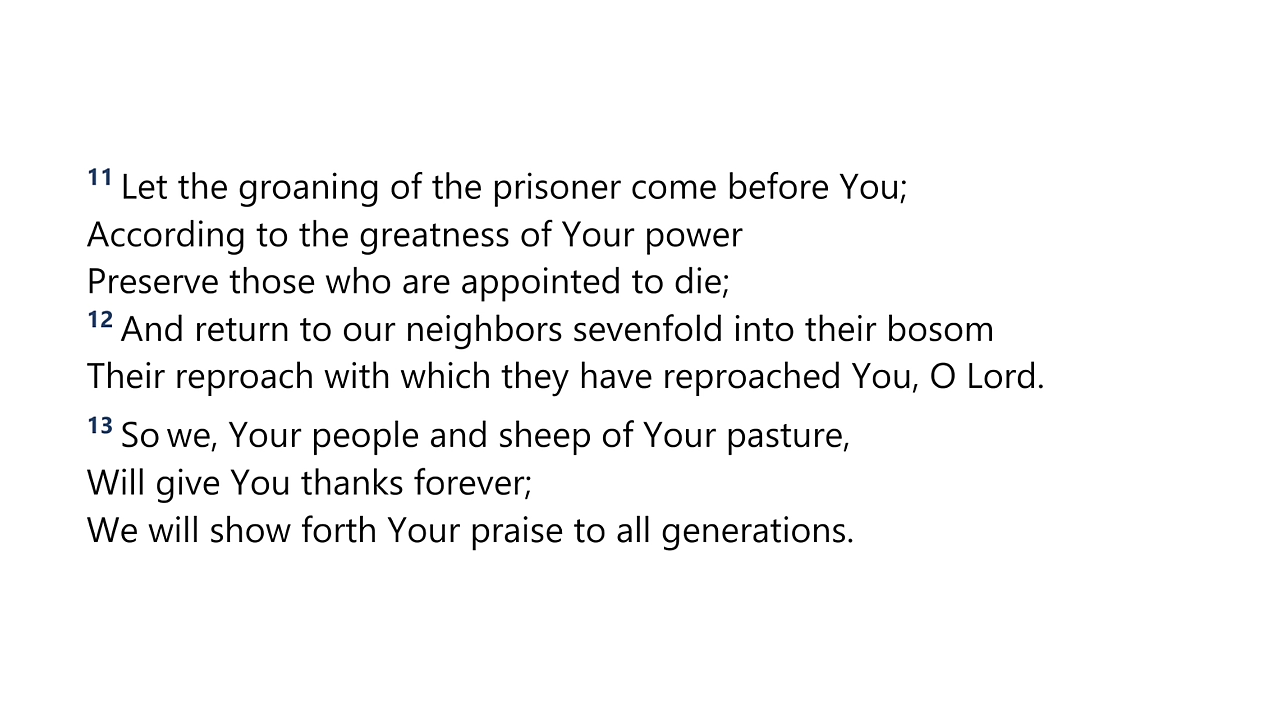 11 Let the groaning of the prisoner come before You;
According to the greatness of Your power
Preserve those who are appointed to die;
12 And return to our neighbors sevenfold into their bosom
Their reproach with which they have reproached You, O Lord.
13 So we, Your people and sheep of Your pasture,
Will give You thanks forever;
We will show forth Your praise to all generations.